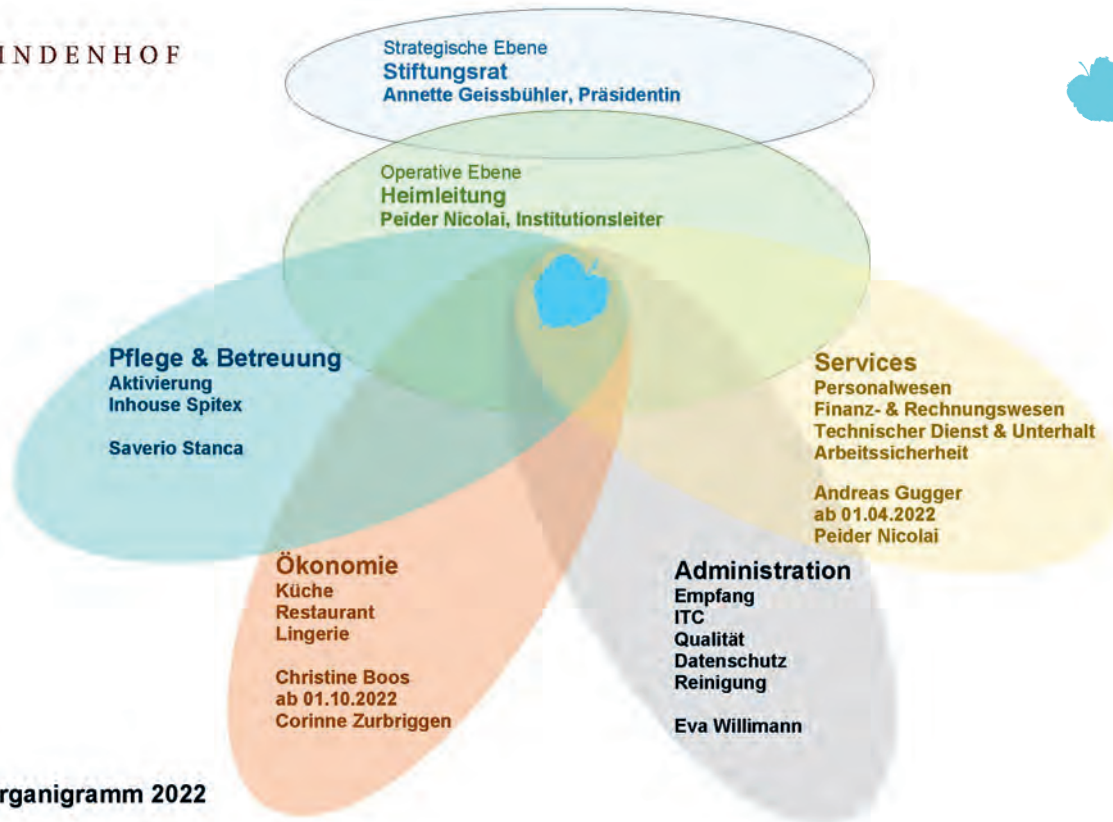 INDENHOF
Strategische Ebene
Stiftungsrat
Annette Geissbühler, Präsidentin
Operative Ebene
Heimleitung
Peider Nicolai, Institutionsleiter
Pflege & Betreuung
Aktivierung
Inhouse Spitex
Saverio Stanca
Services
Personalwesen
Finanz- & Rechnungswesen
Technischer Dienst & Unterhalt
Arbeitssicherheit
Andreas Gugger
ab 01.04.2022
Peider Nicolai
Ökonomie
Küche
Restaurant
Lingerie
Christine Boos
ab 01.10.2022
Corinne Zurbriggen
Administration
Empfang
ITC
Qualität
Datenschutz
Reinigung
Eva Willimann
rganigramm 2022